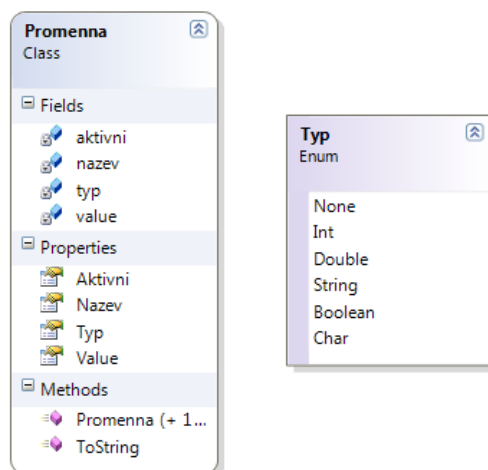 Promenna
Class
Fields
aktivni
nazev
typ
value
Properties
Aktivni
Nazev
Typ
Value
Methods
Promenna (+ 1...
ToString
Typ
Enum
None
Int
Double
String
Boolean
Char